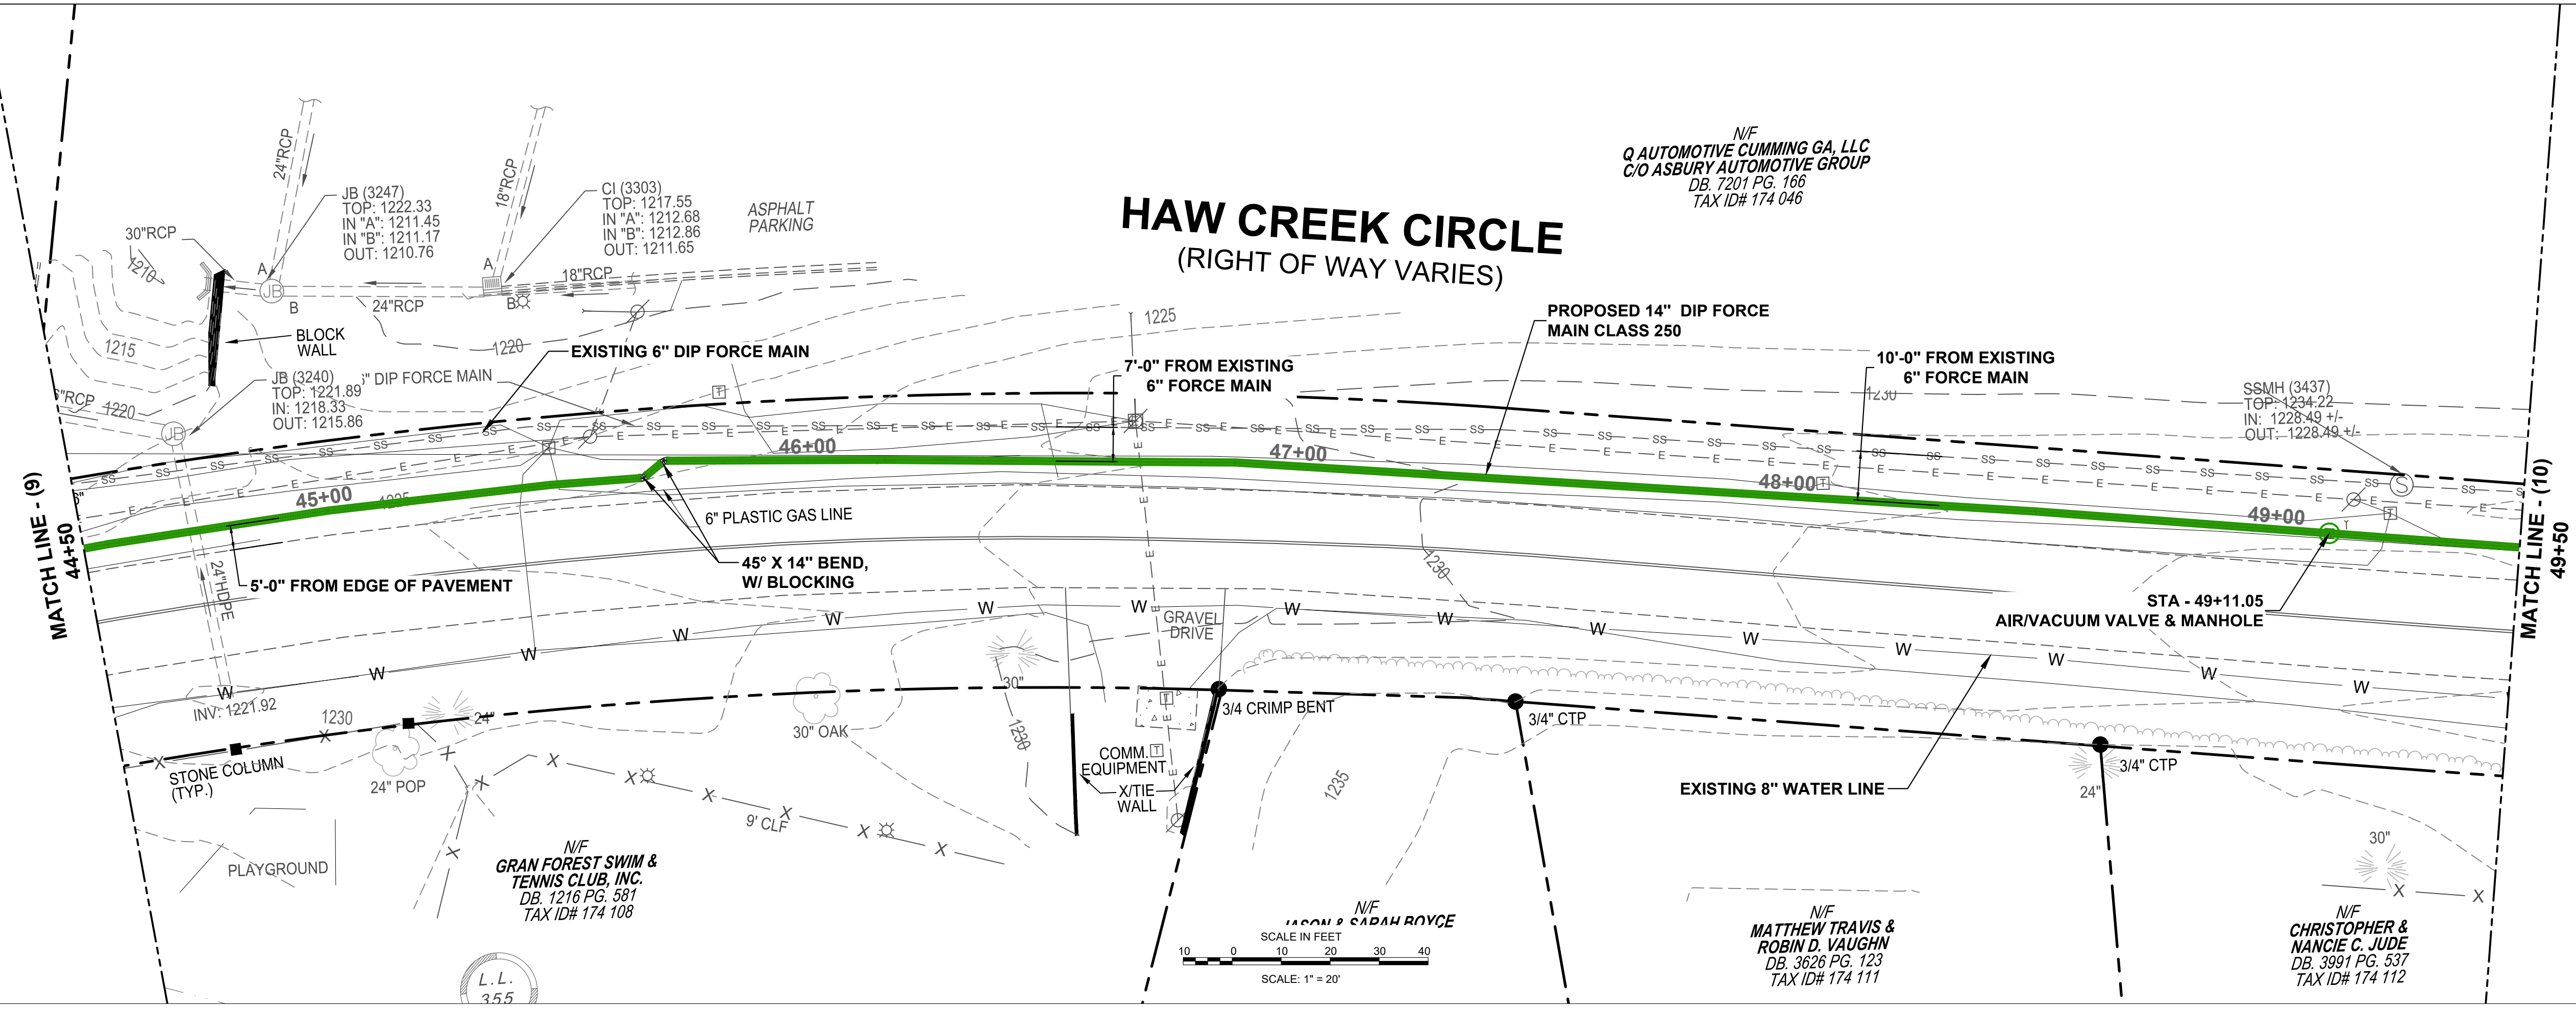 N/F
Q AUTOMOTIVE CUMMING GA, LLC
C/O ASBURY AUTOMOTIVE GROUP
DB. 7201 PG. 166
TAX ID# 174 046
HAW CREEK CIRCLE
(RIGHT OF WAY VARIES)
24"RCP
18"RCP
JB (3247)
TOP: 1222.33
IN "A": 1211.45
IN "B": 1211.17
OUT: 1210.76
CI (3303)
TOP: 1217.55
IN "A": 1212.68
IN "B": 1212.86
OUT: 1211.65
ASPHALT
PARKING
30"RCP
1210
A
JB
B
24"RCP
A
B
18"RCP
BLOCK
WALL
1215
1220
1225
EXISTING 6" DIP FORCE MAIN
PROPOSED 14" DIP FORCE
MAIN CLASS 250
7'-0" FROM EXISTING
6" FORCE MAIN
10'-0" FROM EXISTING
6" FORCE MAIN
1230
JB (3240)
TOP: 1221.89
IN: 1218.33
OUT: 1215.86
" DIP FORCE MAIN
"RCP
1220
JB
SSMH (3437)
TOP: 1234.22
IN: 1228.49 +/-
OUT: 1228.49 +/-
S
MATCH LINE - (9)
44+50
6"
45+00
1225
46+00
47+00
48+00
49+00
MATCH LINE - (10)
49+50
6" PLASTIC GAS LINE
45° X 14" BEND,
W/ BLOCKING
5'-0" FROM EDGE OF PAVEMENT
24"HDPE
1230
STA - 49+11.05
AIR/VACUUM VALVE & MANHOLE
GRAVEL
DRIVE
INV: 1221.92
1230
24"
30"
30" OAK
1230
3/4 CRIMP BENT
3/4" CTP
3/4" CTP
STONE COLUMN
(TYP.)
24" POP
COMM.
EQUIPMENT
X/TIE
WALL
1235
EXISTING 8" WATER LINE
24"
30"
9' CLF
PLAYGROUND
N/F
GRAN FOREST SWIM &
TENNIS CLUB, INC.
DB. 1216 PG. 581
TAX ID# 174 108
L.L.
355
N/F
JASON & SARAH BOYCE
SCALE IN FEET
10 0 10 20 30 40
SCALE: 1" = 20'
N/F
MATTHEW TRAVIS &
ROBIN D. VAUGHN
DB. 3626 PG. 123
TAX ID# 174 111
N/F
CHRISTOPHER &
NANCIE C. JUDE
DB. 3991 PG. 537
TAX ID# 174 112